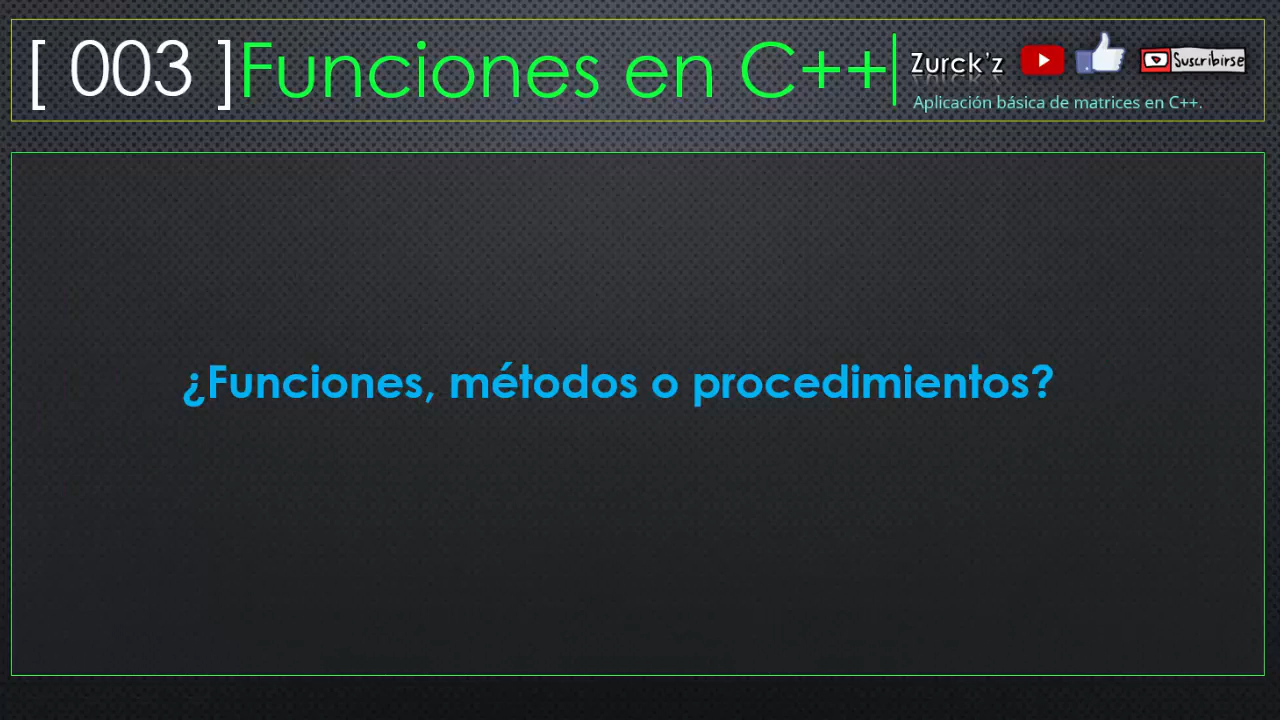 [ 003 ]Funciones en C++
Zurck'z
Suscribirse
Aplicación básica de matrices en C++.
¿Funciones, métodos o procedimientos?